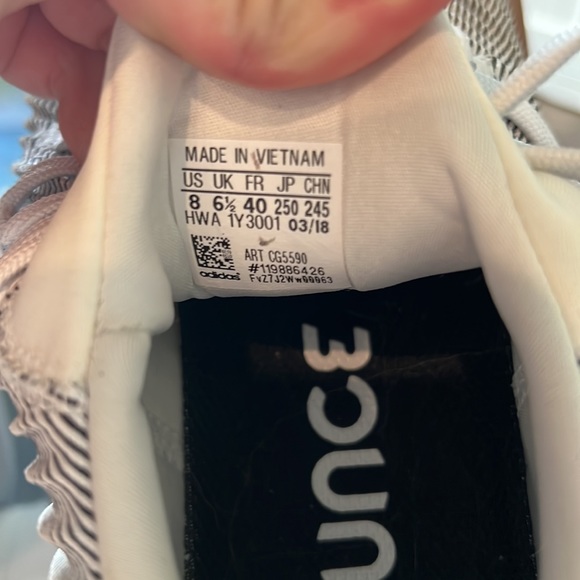 MADE IN VIETNAM
US UK FR JP CHN
8 6½ 40 250 245
HWA 1Y3001 03/18
ART CG5590
#119886426
adidas FvZ7J2Ww00063
UNCE